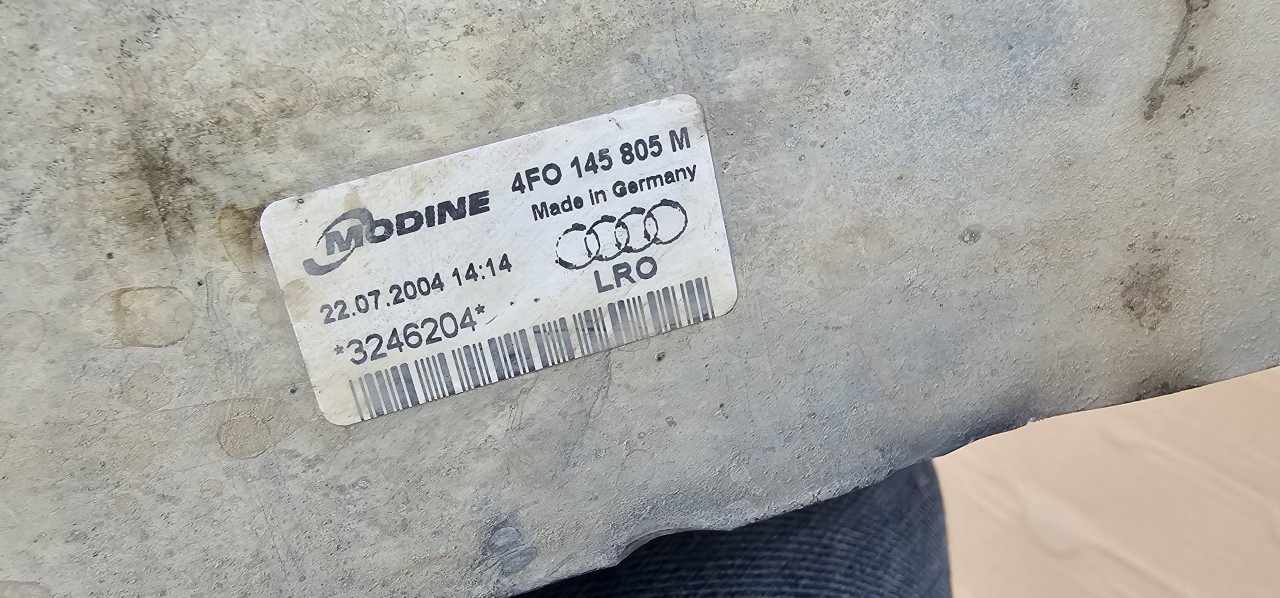 MODINE
4FO 145 805 M
Made in Germany
22.07.2004 14:14
LRO
*3246204*